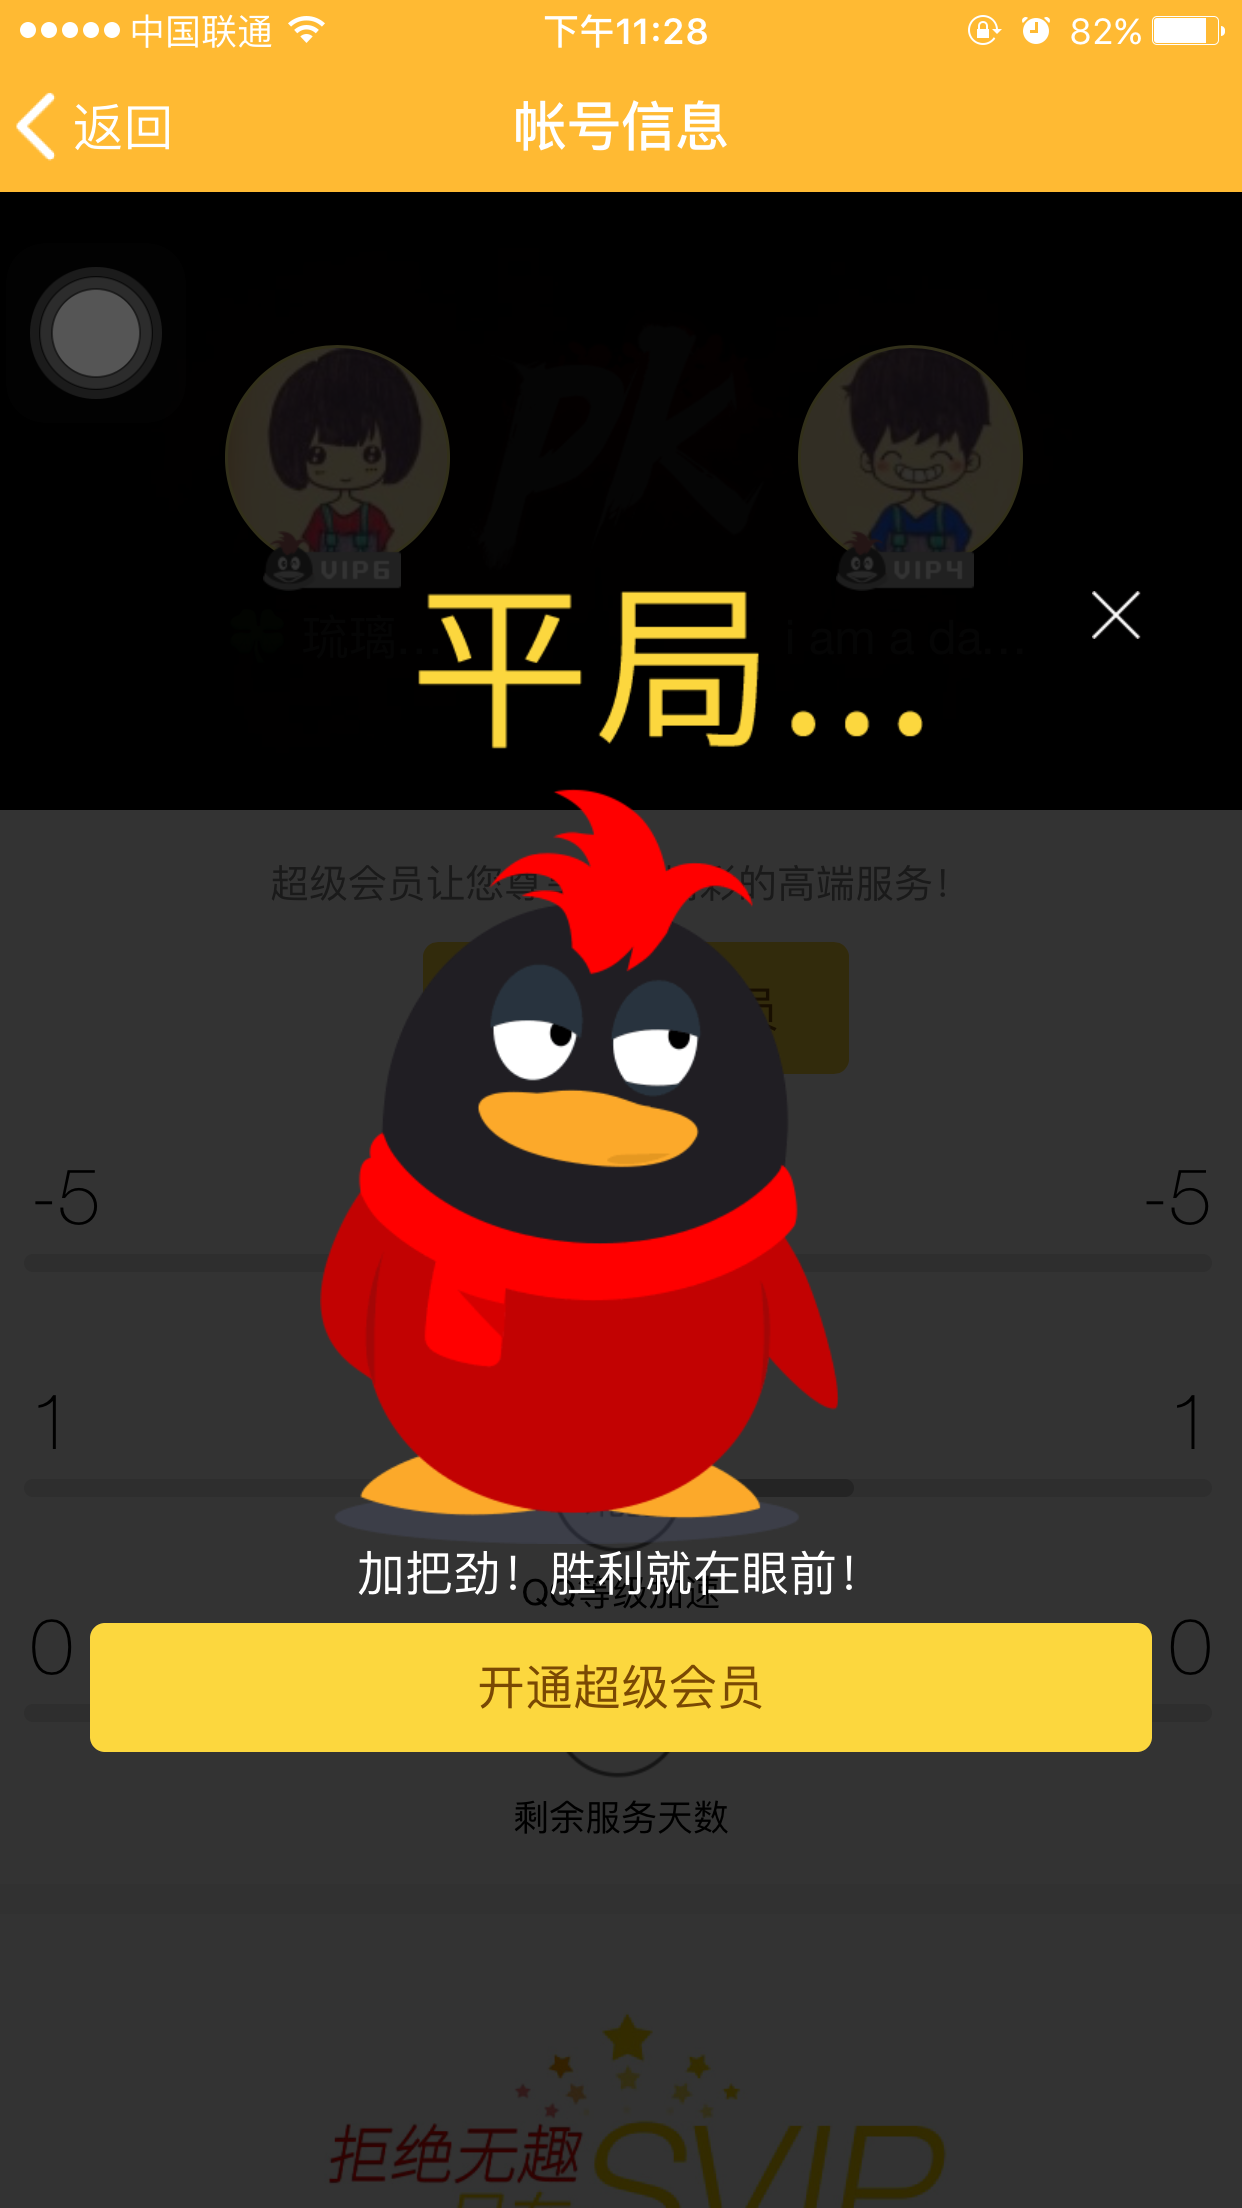 中国联通
下午11:28
82%
返回
帐号信息
pk
VIP6
VIP4
琉璃...
i am a da...
平局...
超级会员让您尊 的高端服务!
员
-5
-5
1
1
加把劲!胜利就在眼前!
QQ等级加速
0
0
开通超级会员
剩余服务天数
拒绝无趣
SVIP